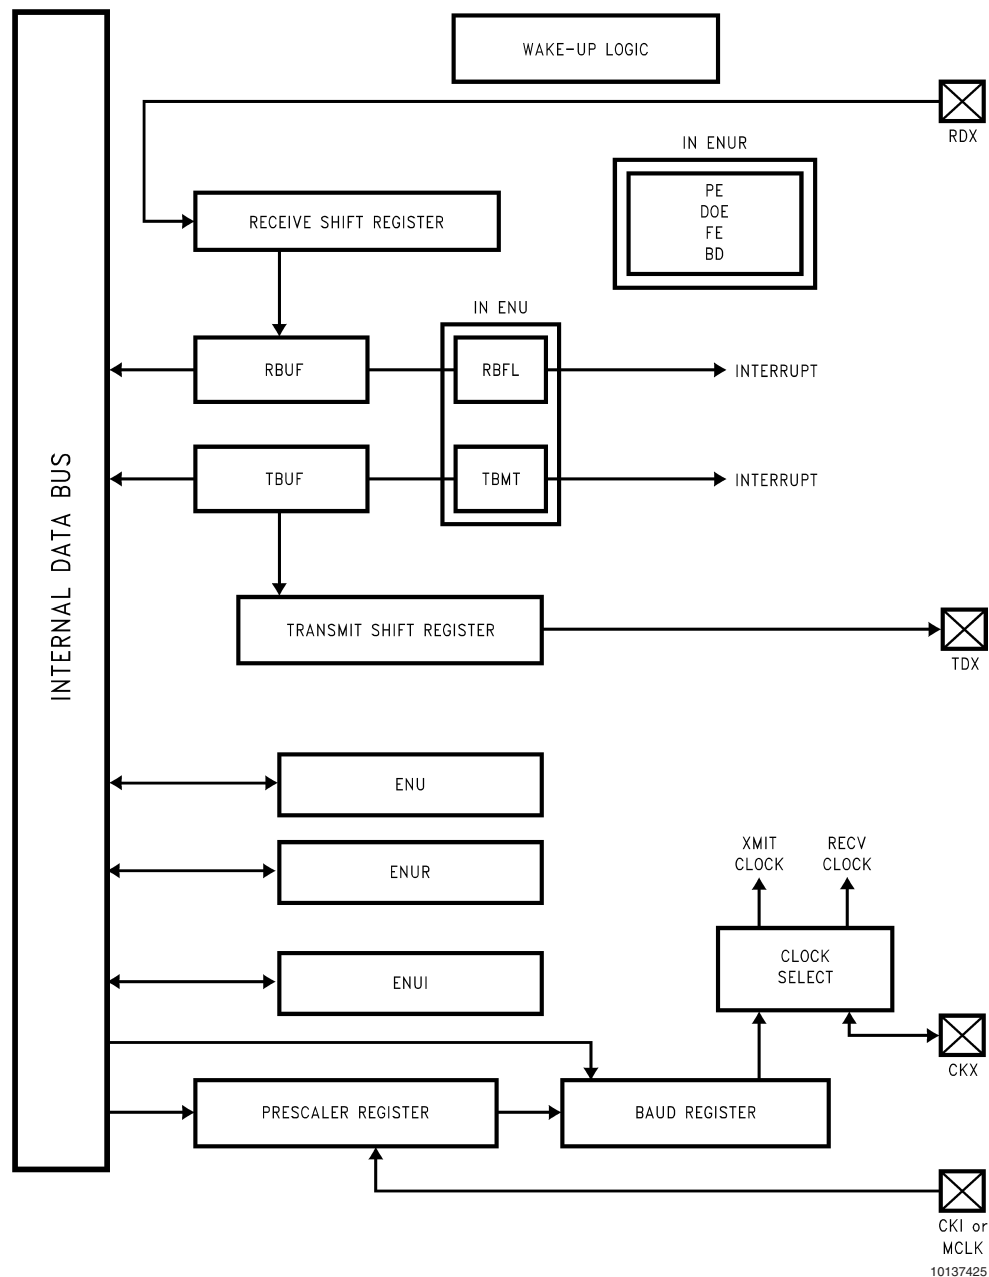 WAKE-UP LOGIC
RDX
IN ENUR
PE
DOE
FE
BD
RECEIVE SHIFT REGISTER
IN ENU
RBUF
RBFL
INTERRUPT
TBUF
TBMT
INTERRUPT
INTERNAL DATA BUS
TRANSMIT SHIFT REGISTER
TDX
ENU
ENUR
XMIT
CLOCK
RECV
CLOCK
CLOCK
SELECT
ENUI
CKX
PRESCALER REGISTER
BAUD REGISTER
CKI or
MCLK
10137425